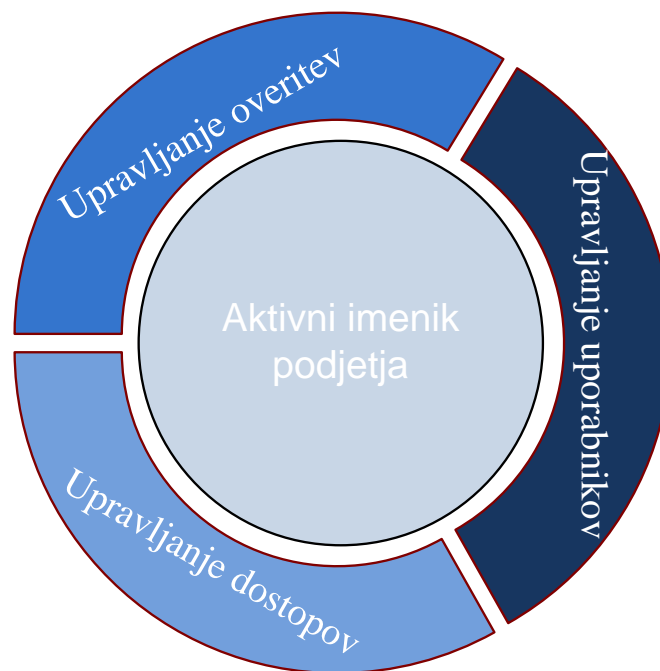 Upravljanje overitev
Upravljanje uporabnikov
Aktivni imenik
podjetja
Upravljanje dostopov